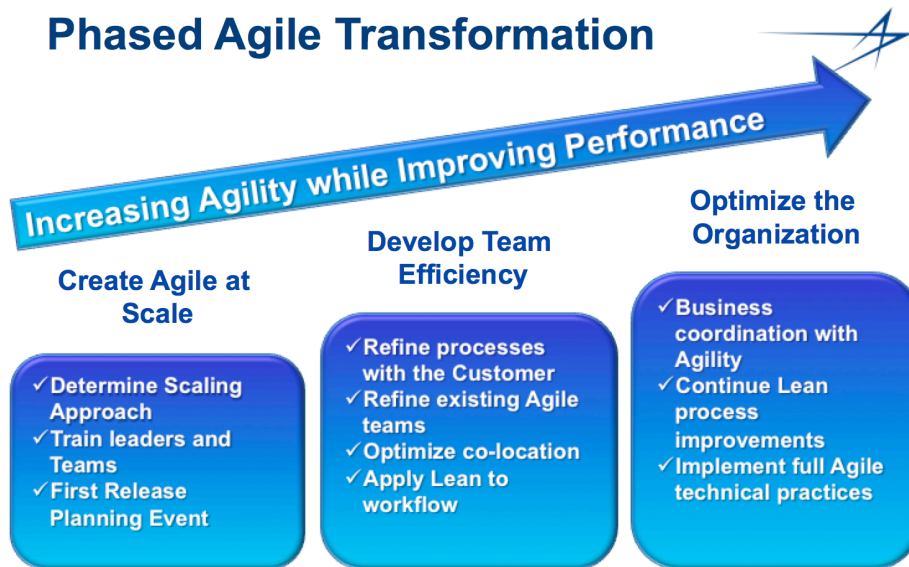 Phased Agile Transformation
Increasing Agility while Improving Performance
Create Agile at
Scale
✓Determine Scaling
Approach
✓Train leaders and
Teams
✓First Release
Planning Event
Develop Team
Efficiency
✓Refine processes
with the Customer
✓Refine existing Agile
teams
✓Optimize co-location
✓Apply Lean to
workflow
Optimize the
Organization
✓Business
coordination with
Agility
✓Continue Lean
process
improvements
✓Implement full Agile
technical practices